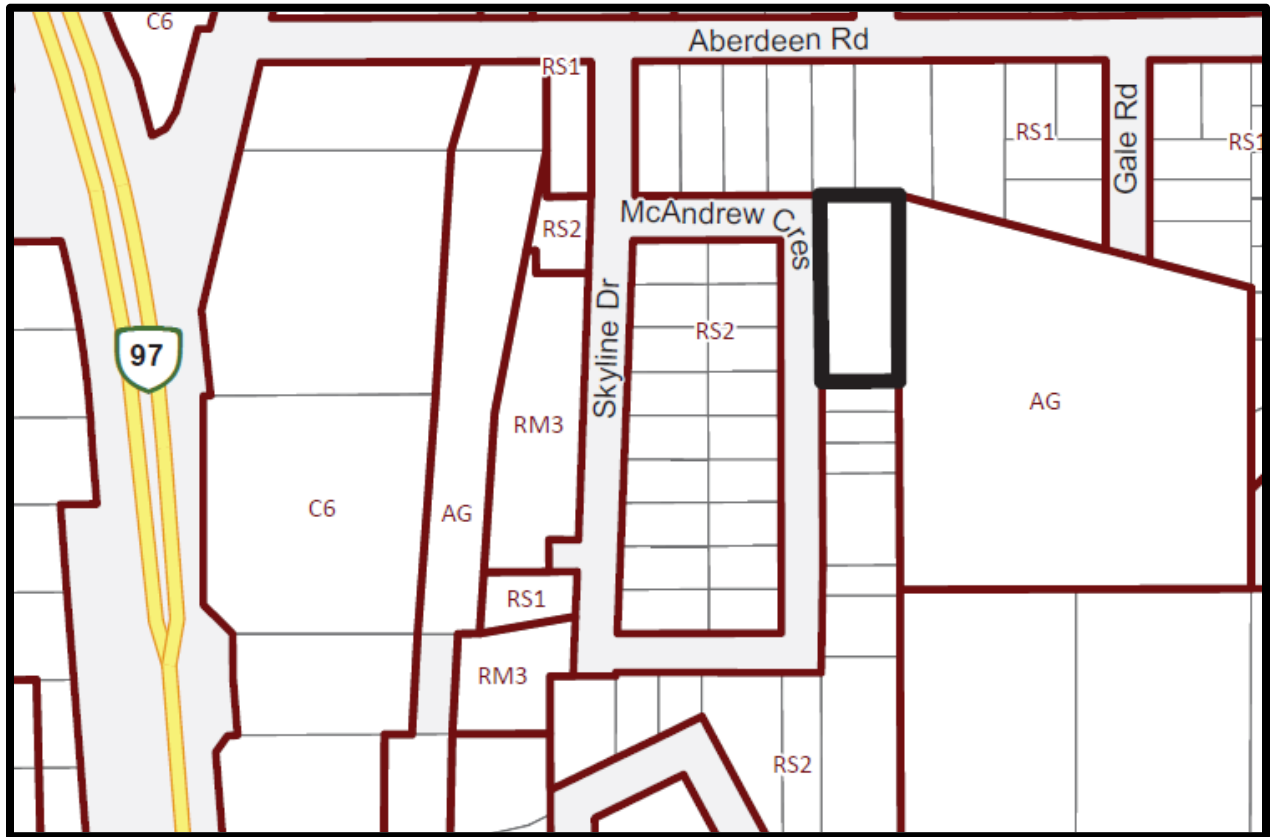 C6
Aberdeen Rd
RS1
RS1
Gale Rd
RS1
McAndrew Cres
RS2
Skyline Dr
RS2
97
AG
RM3
C6
AG
RS1
RM3
RS2